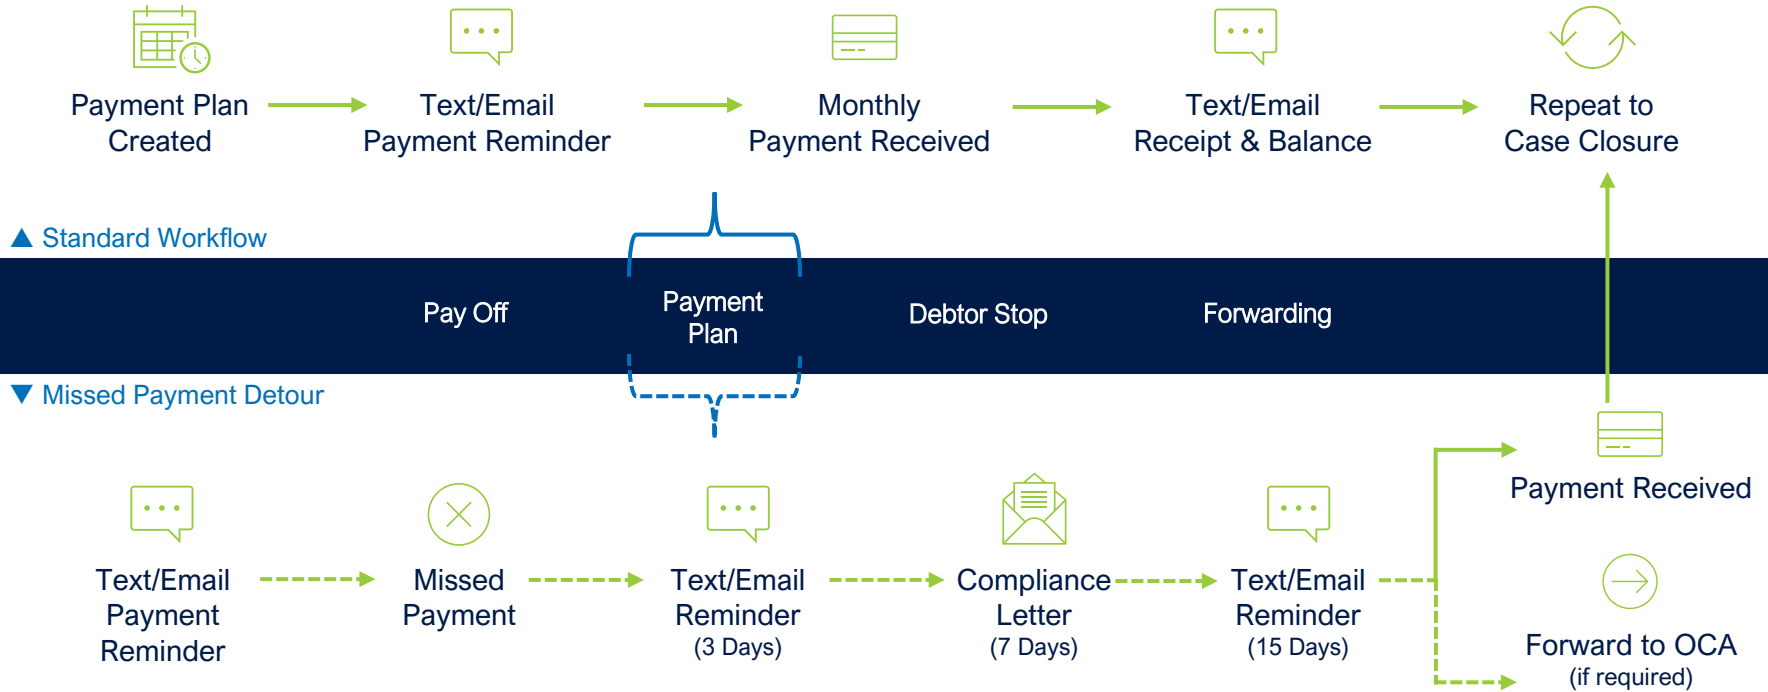 Payment Plan
Created
Text/Email
Payment Reminder
Monthly
Payment Received
Text/Email
Receipt & Balance
Repeat to
Case Closure
▲ Standard Workflow
Pay Off
Payment
Plan
Debtor Stop
Forwarding
▼ Missed Payment Detour
Text/Email
Payment
Reminder
Missed
Payment
Text/Email
Reminder
(3 Days)
Compliance
Letter
(7 Days)
Text/Email
Reminder
(15 Days)
Payment Received
Forward to OCA
(if required)